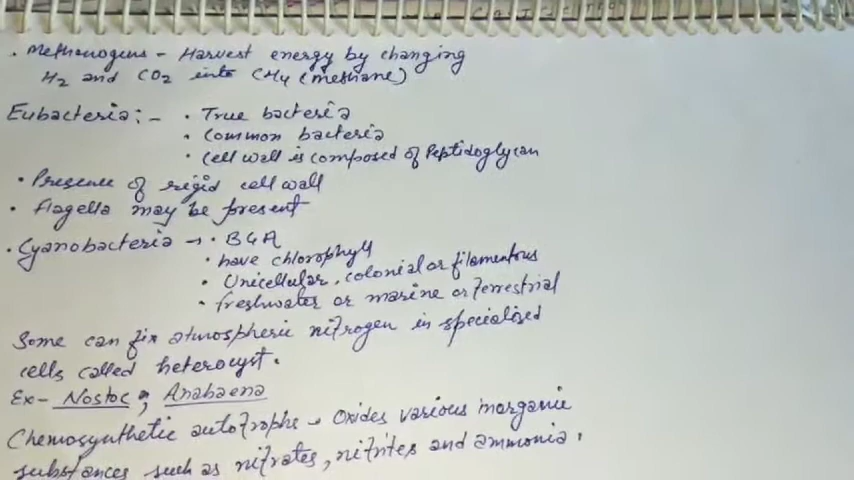 . Methenogens - Harvest energy by changing
H2 and CO2 into CH4 (methane)
Eubacteria :- . True bacteria
. Common bacteria
. Cell wall is composed of Peptidoglycan
. Presence of rigid cell wall
. flagella may be present
. Cyanobacteria → . BGA
. have chlorophyll
. Unicellular, colonial or filamentous
. freshwater or marine or terrestrial
Some can fix atmospheric nitrogen in specialised
cells called heterocyst.
Ex- Nostoc, Anabaena
Chemosynthetic autotrophs → Oxides various inorganic
substances such as nitrates, nitrites and ammonia.